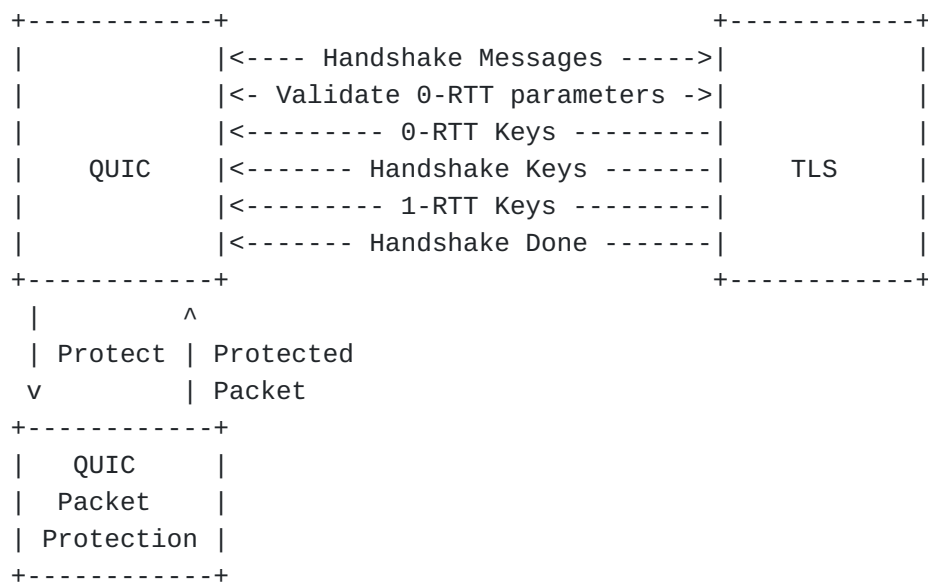 +------------+                               +------------+
|            |<---- Handshake Messages ----->|            |
|            |<- Validate 0-RTT parameters ->|            |
|            |<--------- 0-RTT Keys ---------|            |
|    QUIC    |<------- Handshake Keys -------|    TLS     |
|            |<--------- 1-RTT Keys ---------|            |
|            |<------- Handshake Done -------|            |
+------------+                               +------------+
 |         ^
 | Protect | Protected
 v         | Packet
+------------+
|   QUIC     |
|  Packet    |
| Protection |
+------------+